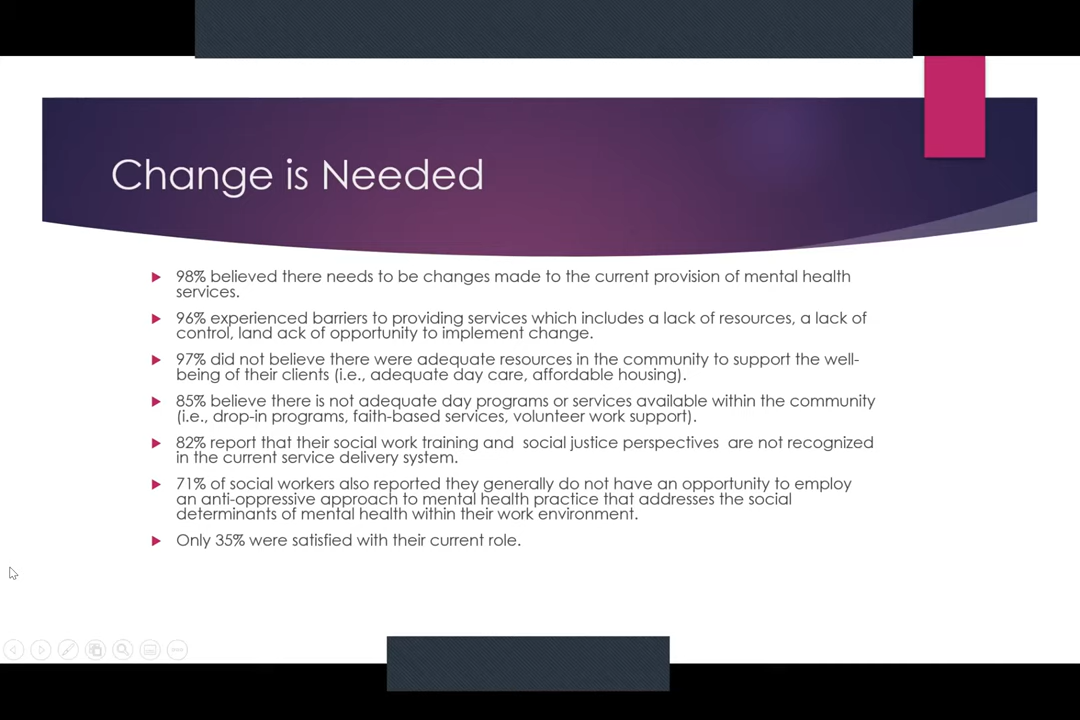 Change is Needed
98% believed there needs to be changes made to the current provision of mental health
services.
96% experienced barriers to providing services which includes a lack of resources, a lack of
control, land ack of opportunity to implement change.
97% did not believe there were adequate resources in the community to support the well-
being of their clients (i.e., adequate day care, affordable housing).
85% believe there is not adequate day programs or services available within the community
(i.e., drop-in programs, faith-based services, volunteer work support).
82% report that their social work training and  social justice perspectives  are not recognized
in the current service delivery system.
71% of social workers also reported they generally do not have an opportunity to employ
an anti-oppressive approach to mental health practice that addresses the social
determinants of mental health within their work environment.
Only 35% were satisfied with their current role.